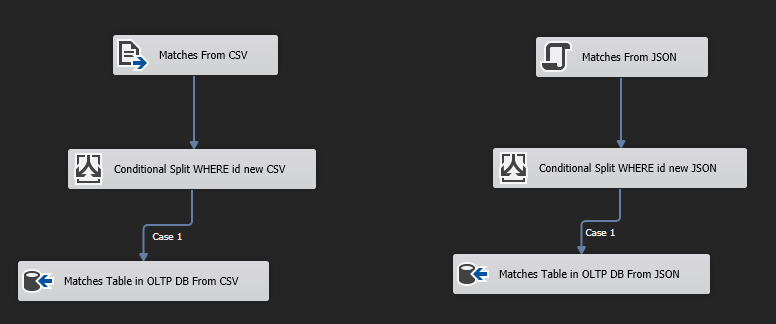 Matches From CSV
Matches From JSON
Conditional Split WHERE id new CSV
Conditional Split WHERE id new JSON
Case 1
Case 1
Matches Table in OLTP DB From CSV
Matches Table in OLTP DB From JSON